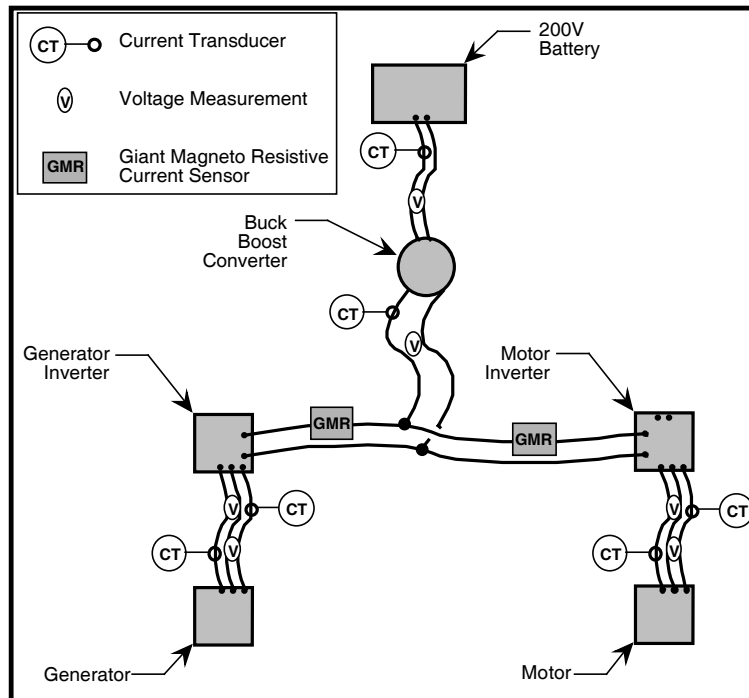 CT
Current Transducer
V
Voltage Measurement
GMR
Giant Magneto Resistive
Current Sensor
200V
Battery
CT
V
Buck
Boost
Converter
CT
V
Generator
Inverter
Motor
Inverter
GMR
GMR
V
CT
V
CT
CT
V
CT
V
Generator
Motor